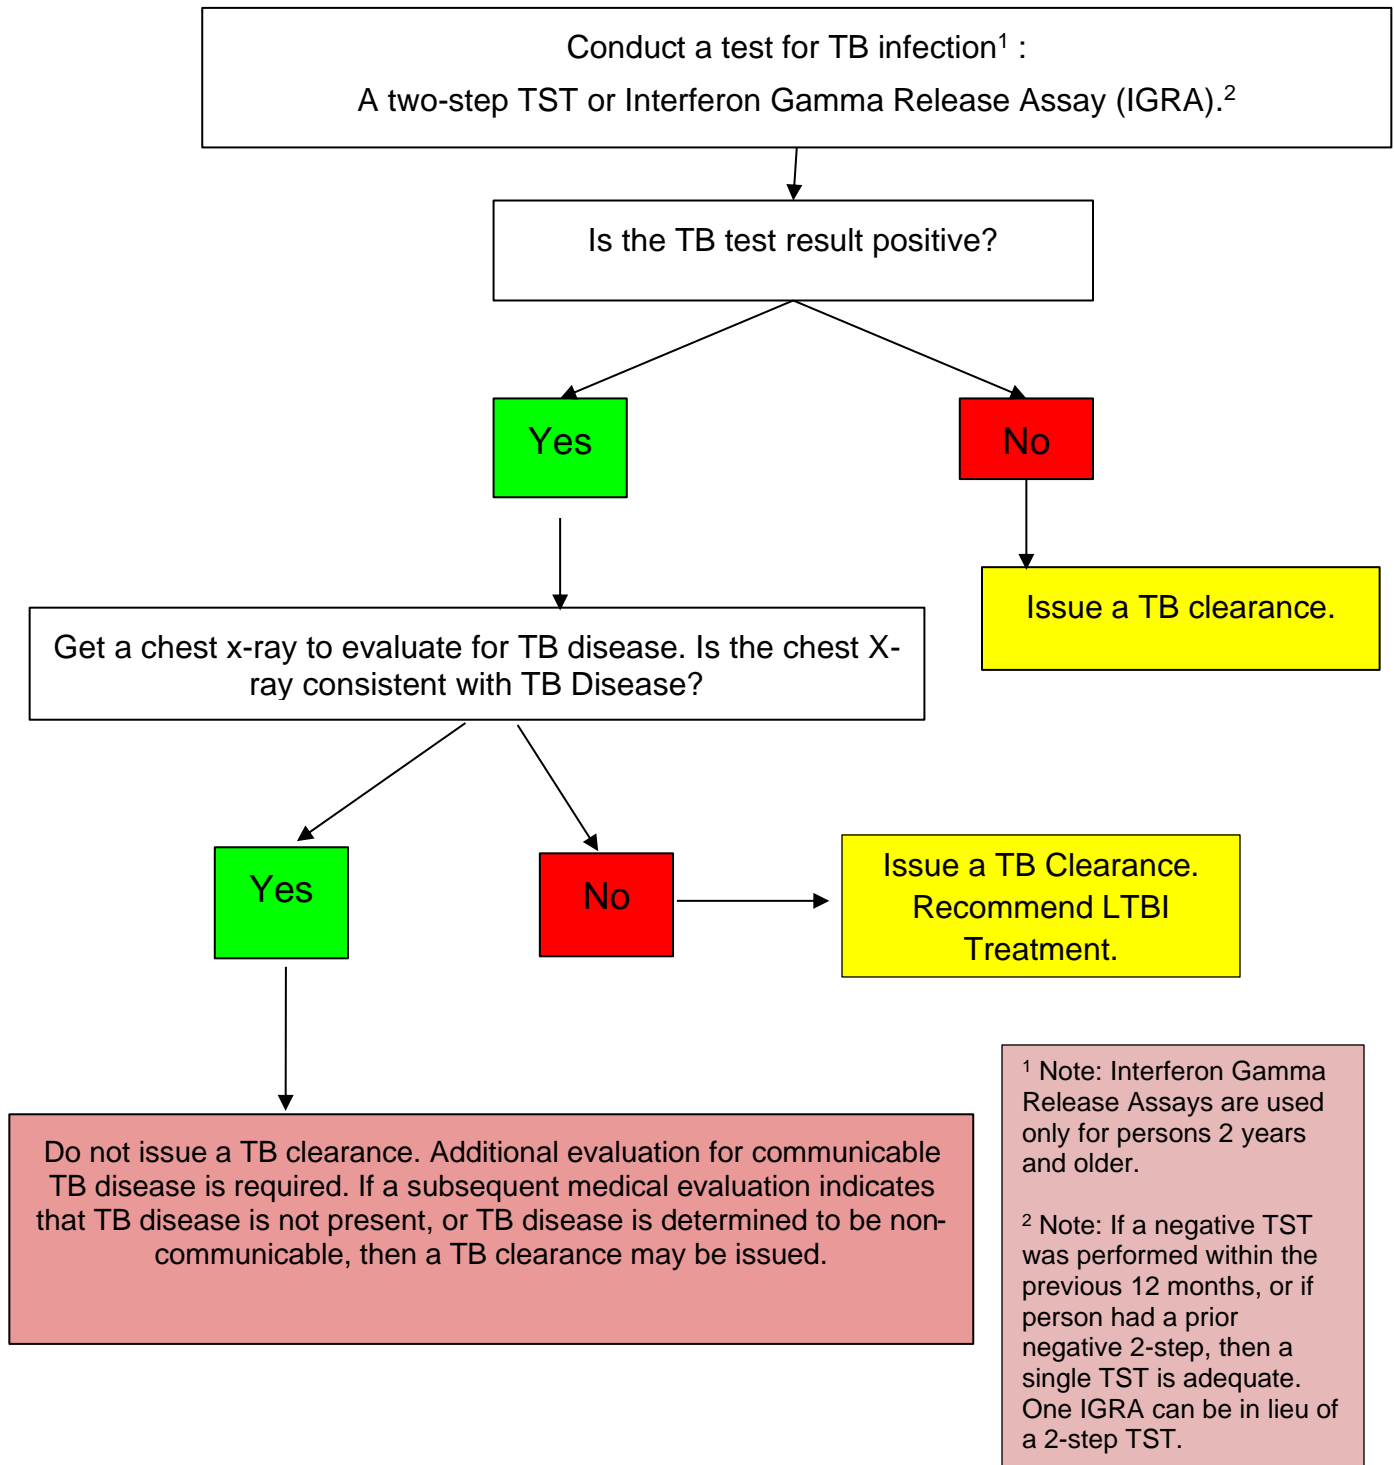 Conduct a test for TB infection¹ :
A two-step TST or Interferon Gamma Release Assay (IGRA).²
Is the TB test result positive?
Yes
No
Issue a TB clearance.
Get a chest x-ray to evaluate for TB disease. Is the chest X-
ray consistent with TB Disease?
Yes
No
Issue a TB Clearance.
Recommend LTBI
Treatment.
Do not issue a TB clearance. Additional evaluation for communicable
TB disease is required. If a subsequent medical evaluation indicates
that TB disease is not present, or TB disease is determined to be non-
communicable, then a TB clearance may be issued.
¹ Note: Interferon Gamma
Release Assays are used
only for persons 2 years
and older.
² Note: If a negative TST
was performed within the
previous 12 months, or if
person had a prior
negative 2-step, then a
single TST is adequate.
One IGRA can be in lieu of
a 2-step TST.